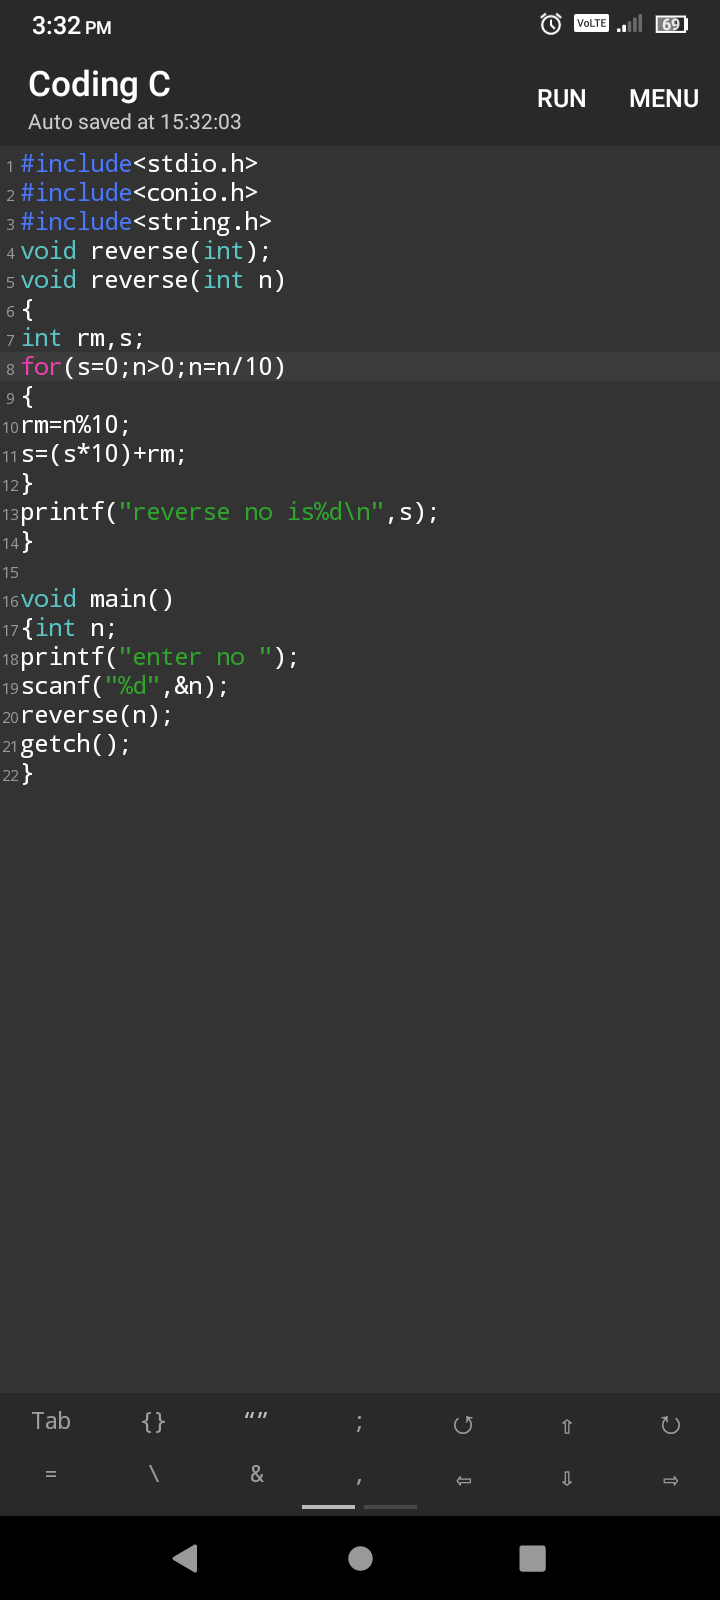 3:32 PM VoLTE 69
Coding C
RUN MENU
Auto saved at 15:32:03
1 #include<stdio.h>
2 #include<conio.h>
3 #include<string.h>
4 void reverse(int);
5 void reverse(int n)
6 {
7 int rm,s;
8 for(s=0;n>0;n=n/10)
9 {
10 rm=n%10;
11 s=(s*10)+rm;
12 }
13 printf("reverse no is%d\n",s);
14 }
15
16 void main()
17 {int n;
18 printf("enter no ");
19 scanf("%d",&n);
20 reverse(n);
21 getch();
22 }
Tab {} “” ; ↺ ⇧ ↻
= \ & , ⇦ ⇩ ⇨